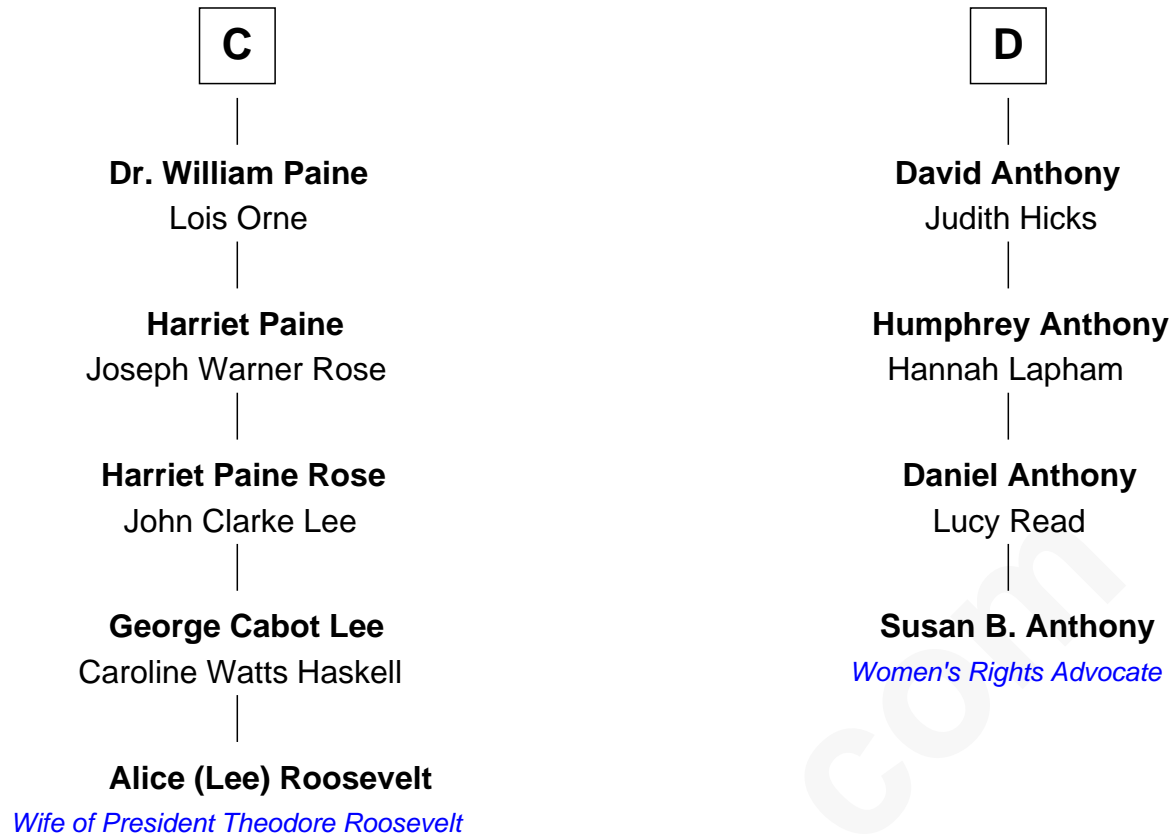 C
Dr. William Paine
Lois Orne
Harriet Paine
Joseph Warner Rose
Harriet Paine Rose
John Clarke Lee
George Cabot Lee
Caroline Watts Haskell
Alice (Lee) Roosevelt
Wife of President Theodore Roosevelt
D
David Anthony
Judith Hicks
Humphrey Anthony
Hannah Lapham
Daniel Anthony
Lucy Read
Susan B. Anthony
Women's Rights Advocate
com